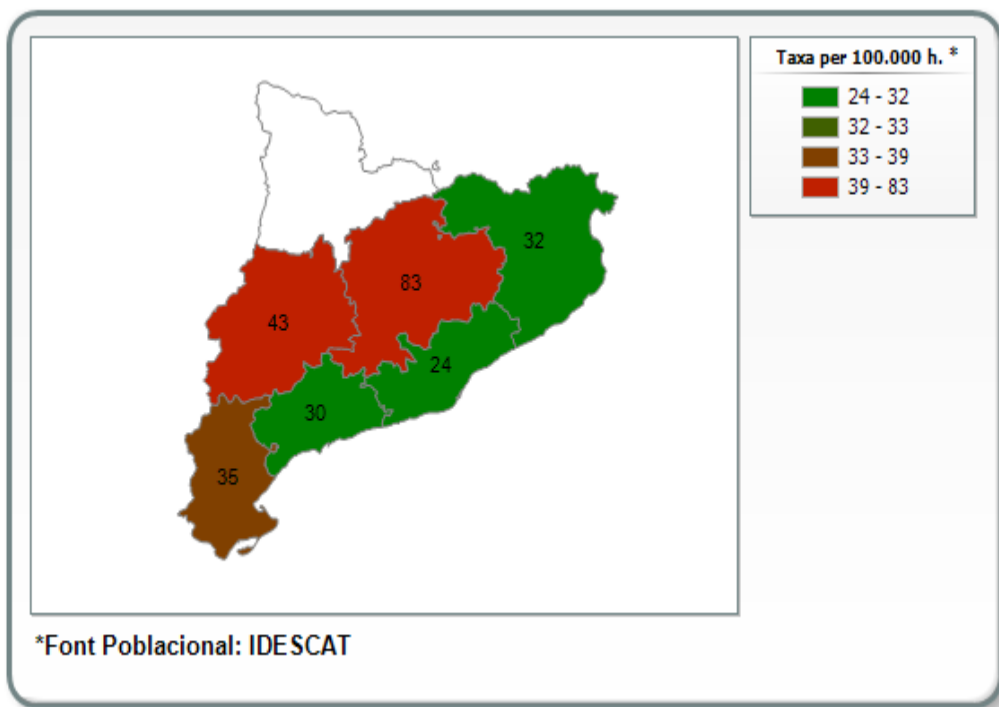 Taxa per 100.000 h. *
24 - 32
32 - 33
33 - 39
39 - 83
32
83
43
24
30
35
*Font Poblacional: IDESCAT